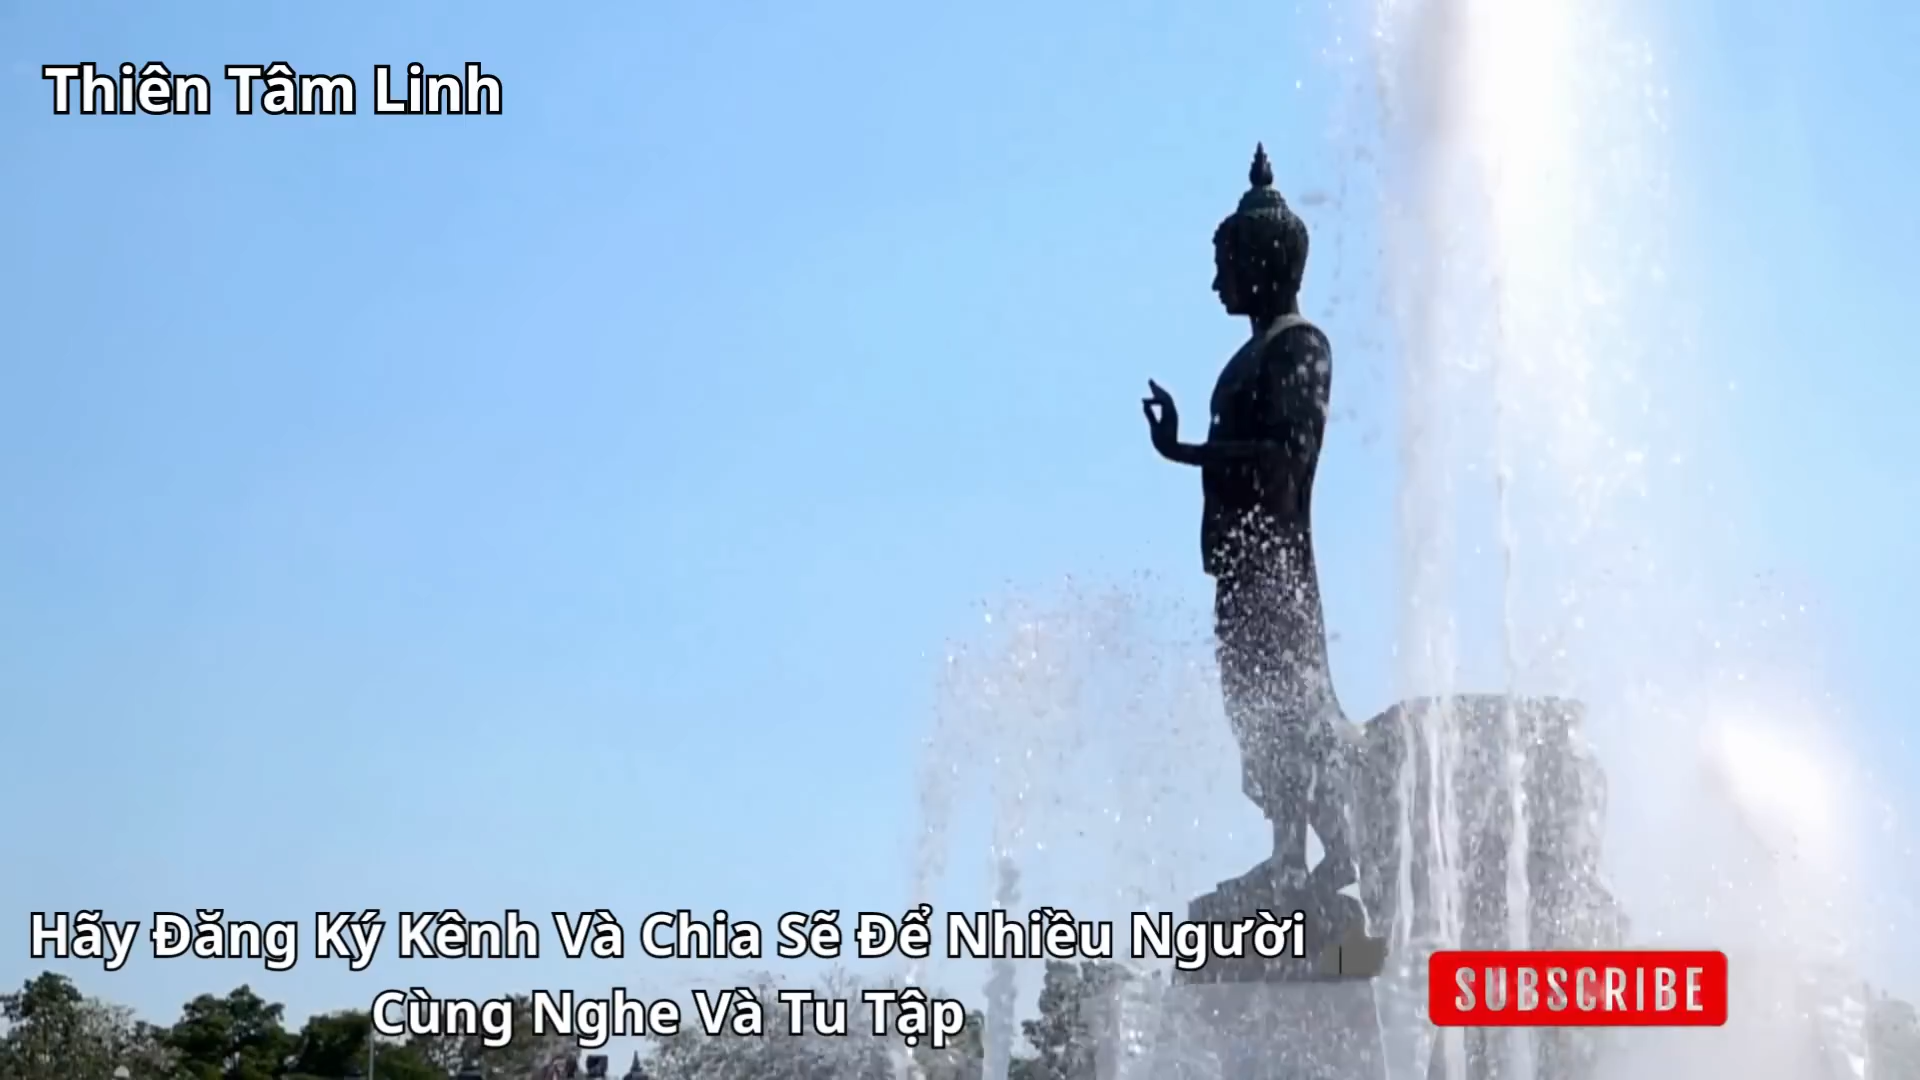 Thiên Tâm Linh
Hãy Đăng Ký Kênh Và Chia Sẽ Để Nhiều Người
Cùng Nghe Và Tu Tập
SUBSCRIBE